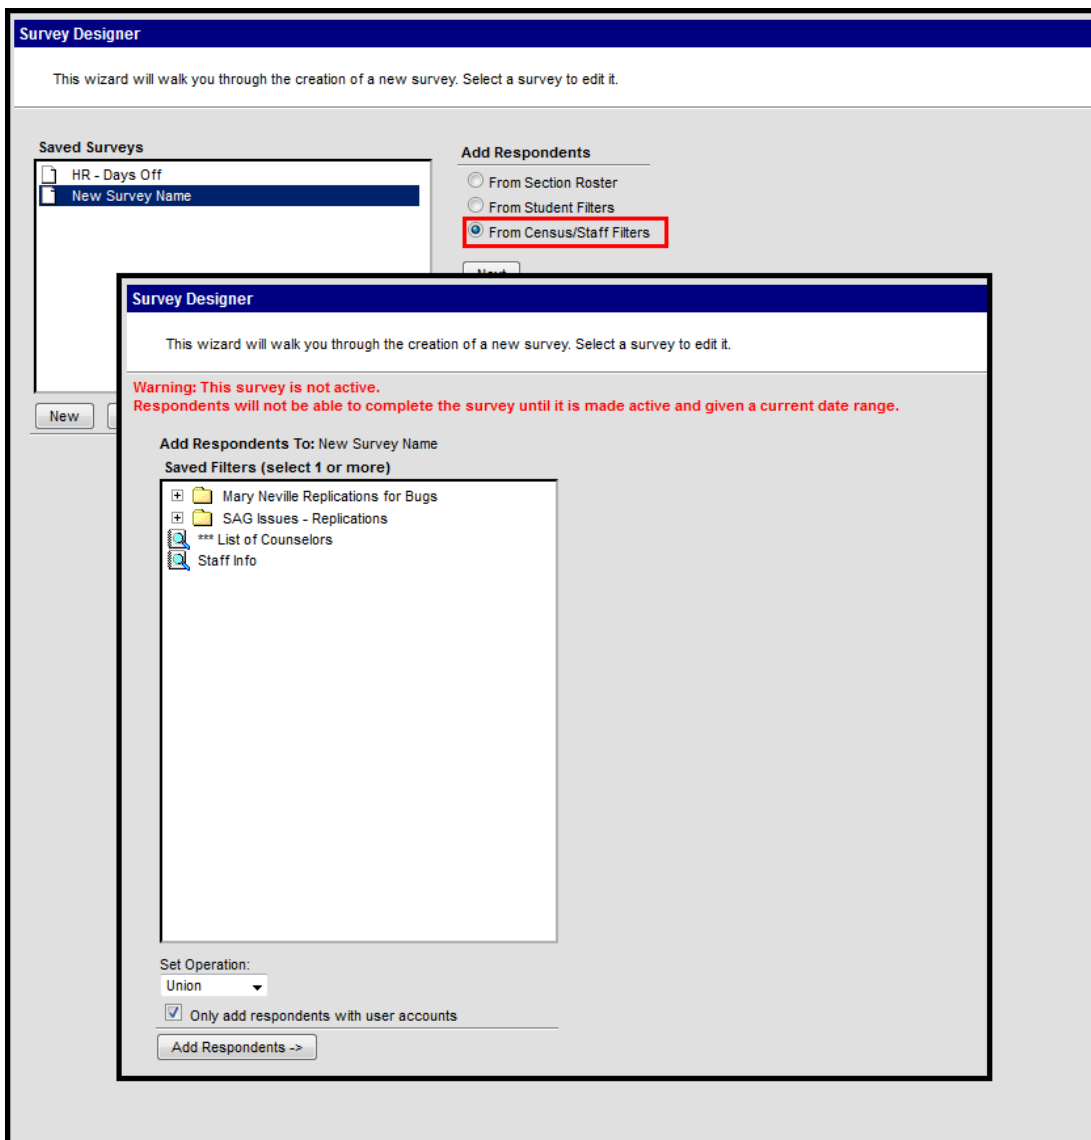 Survey Designer
This wizard will walk you through the creation of a new survey. Select a survey to edit it.
Saved Surveys
HR - Days Off
New Survey Name
Add Respondents
From Section Roster
From Student Filters
From Census/Staff Filters
Next
New
Survey Designer
This wizard will walk you through the creation of a new survey. Select a survey to edit it.
Warning: This survey is not active.
Respondents will not be able to complete the survey until it is made active and given a current date range.
Add Respondents To: New Survey Name
Saved Filters (select 1 or more)
Mary Neville Replications for Bugs
SAG Issues - Replications
*** List of Counselors
Staff Info
Set Operation:
Union
Only add respondents with user accounts
Add Respondents ->